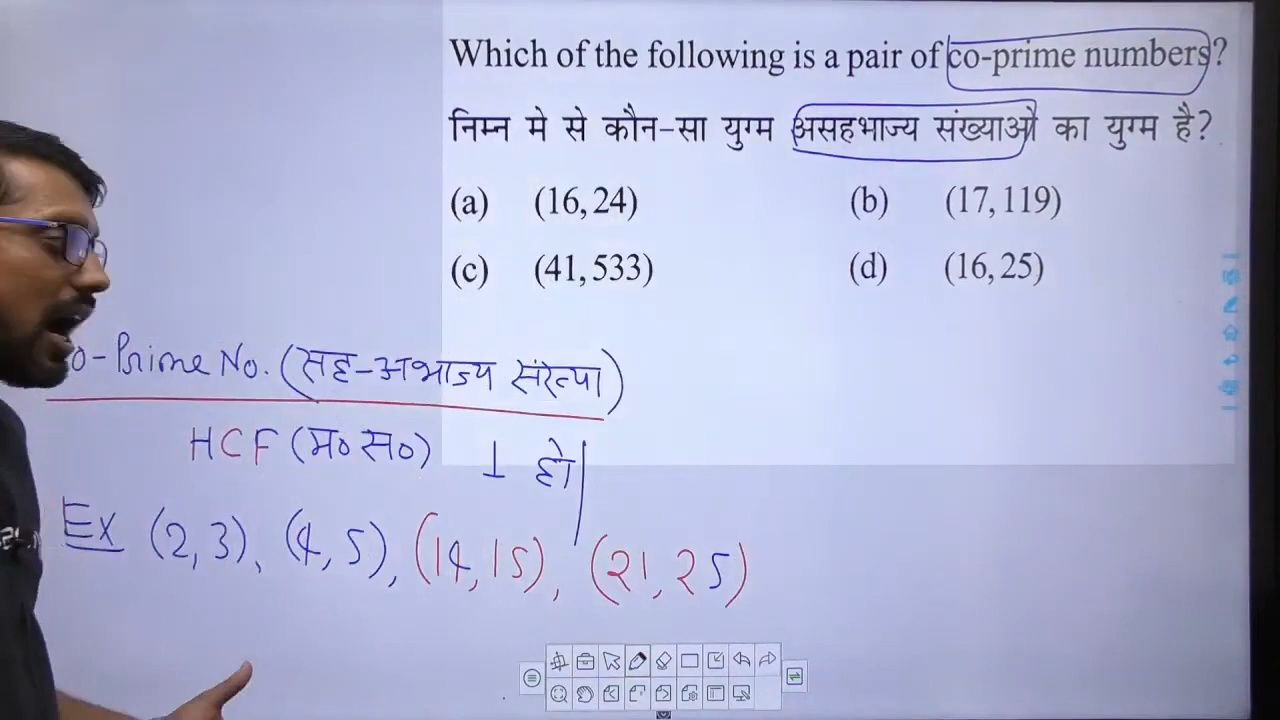 Which of the following is a pair of co-prime numbers?
निम्न मे से कौन-सा युग्म असहभाज्य संख्याओ का युग्म है?
(a) (16, 24) (b) (17, 119)
(c) (41, 533) (d) (16, 25)
o-Prime No. (सह-अभाज्य संख्या)
HCF (म० स०) 1 हो|
Ex (2, 3), (4, 5), (14, 15), (21, 25)